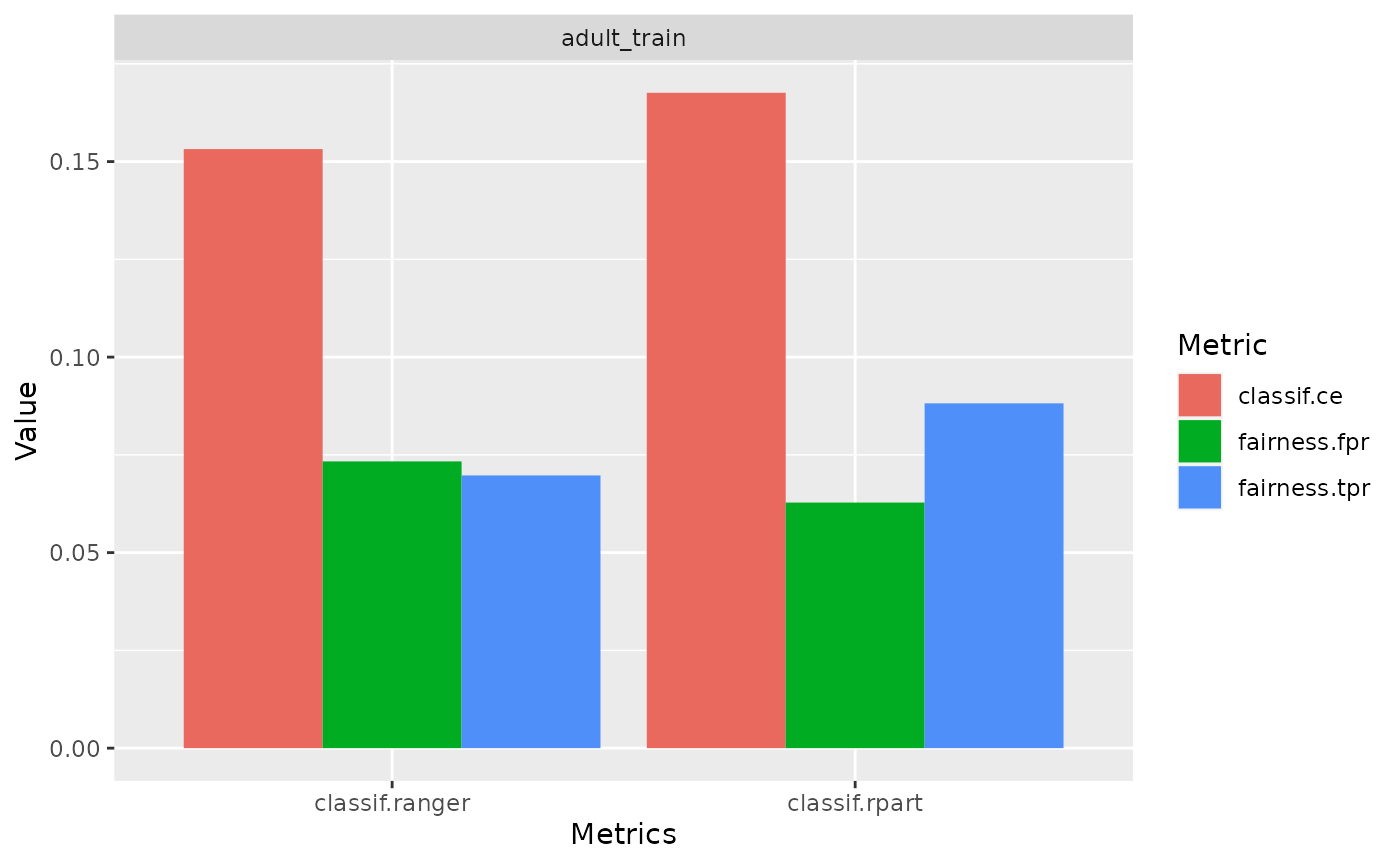 adult_train
0.15
0.10
0.05
0.00
Value
classif.ranger
classif.rpart
Metrics
Metric
classif.ce
fairness.fpr
fairness.tpr